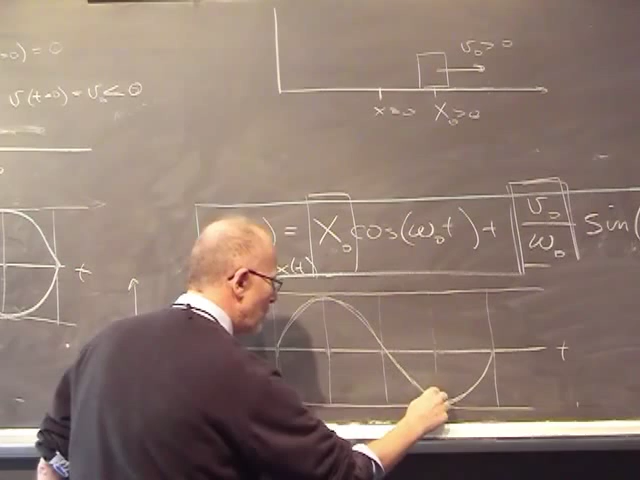 =0) = 0
v(t=0) = v₀ < 0
v₀>0
x=0 X₀>0
) = X₀ cos(ω₀t) + v₀/ω₀ sin(
x(t)
t
t